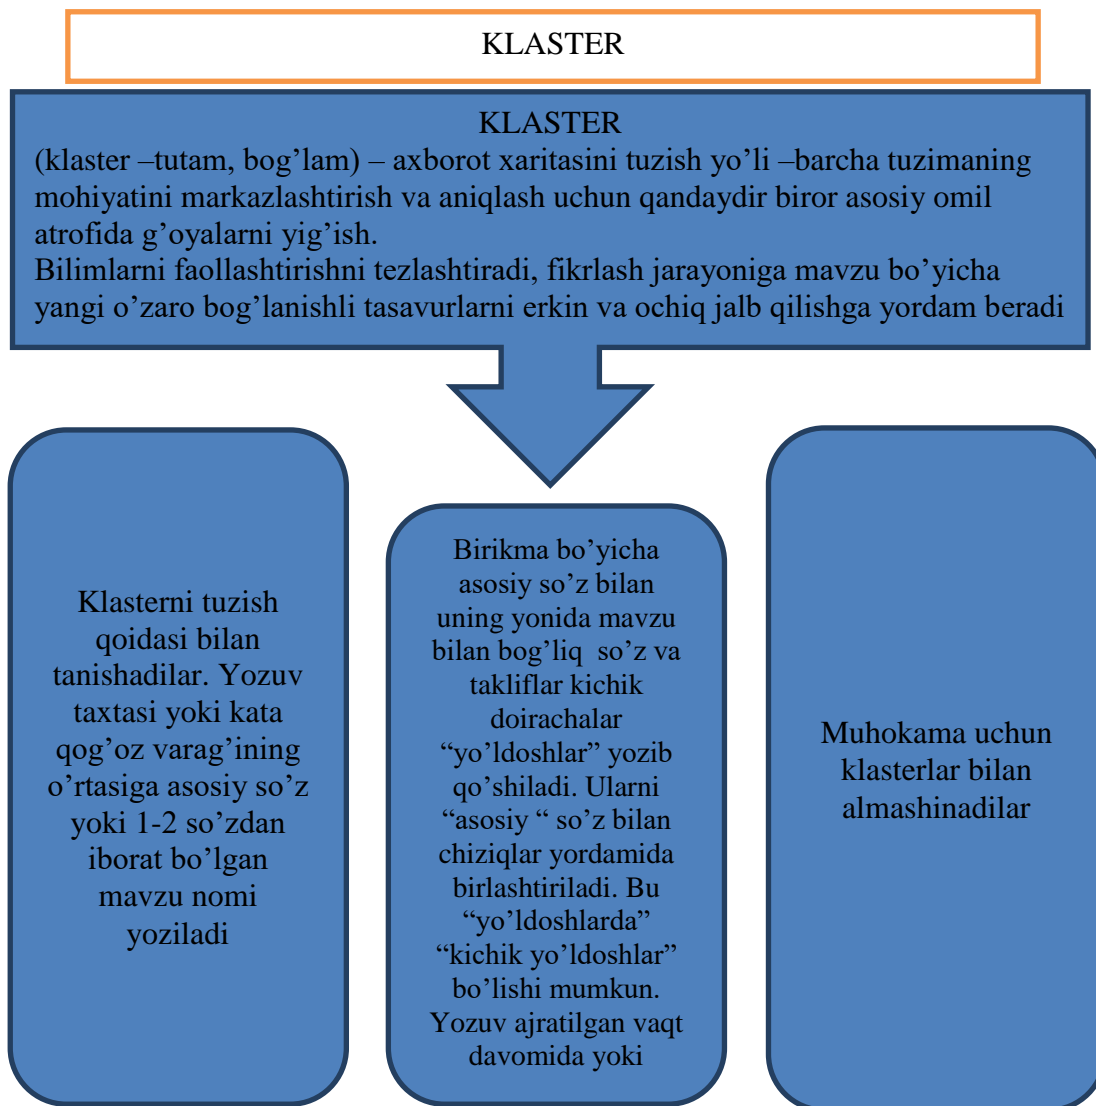 KLASTER
KLASTER
(klaster –tutam, bog’lam) – axborot xaritasini tuzish yo’li –barcha tuzimaning
mohiyatini markazlashtirish va aniqlash uchun qandaydir biror asosiy omil
atrofida g’oyalarni yig’ish.
Bilimlarni faollashtirishni tezlashtiradi, fikrlash jarayoniga mavzu bo’yicha
yangi o’zaro bog’lanishli tasavurlarni erkin va ochiq jalb qilishga yordam beradi
Klasterni tuzish
qoidasi bilan
tanishadilar. Yozuv
taxtasi yoki kata
qog’oz varag’ining
o’rtasiga asosiy so’z
yoki 1-2 so’zdan
iborat bo’lgan
mavzu nomi
yoziladi
Birikma bo’yicha
asosiy so’z bilan
uning yonida mavzu
bilan bog’liq  so’z va
takliflar kichik
doirachalar
“yo’ldoshlar” yozib
qo’shiladi. Ularni
“asosiy “ so’z bilan
chiziqlar yordamida
birlashtiriladi. Bu
“yo’ldoshlarda”
“kichik yo’ldoshlar”
bo’lishi mumkun.
Yozuv ajratilgan vaqt
davomida yoki
Muhokama uchun
klasterlar bilan
almashinadilar